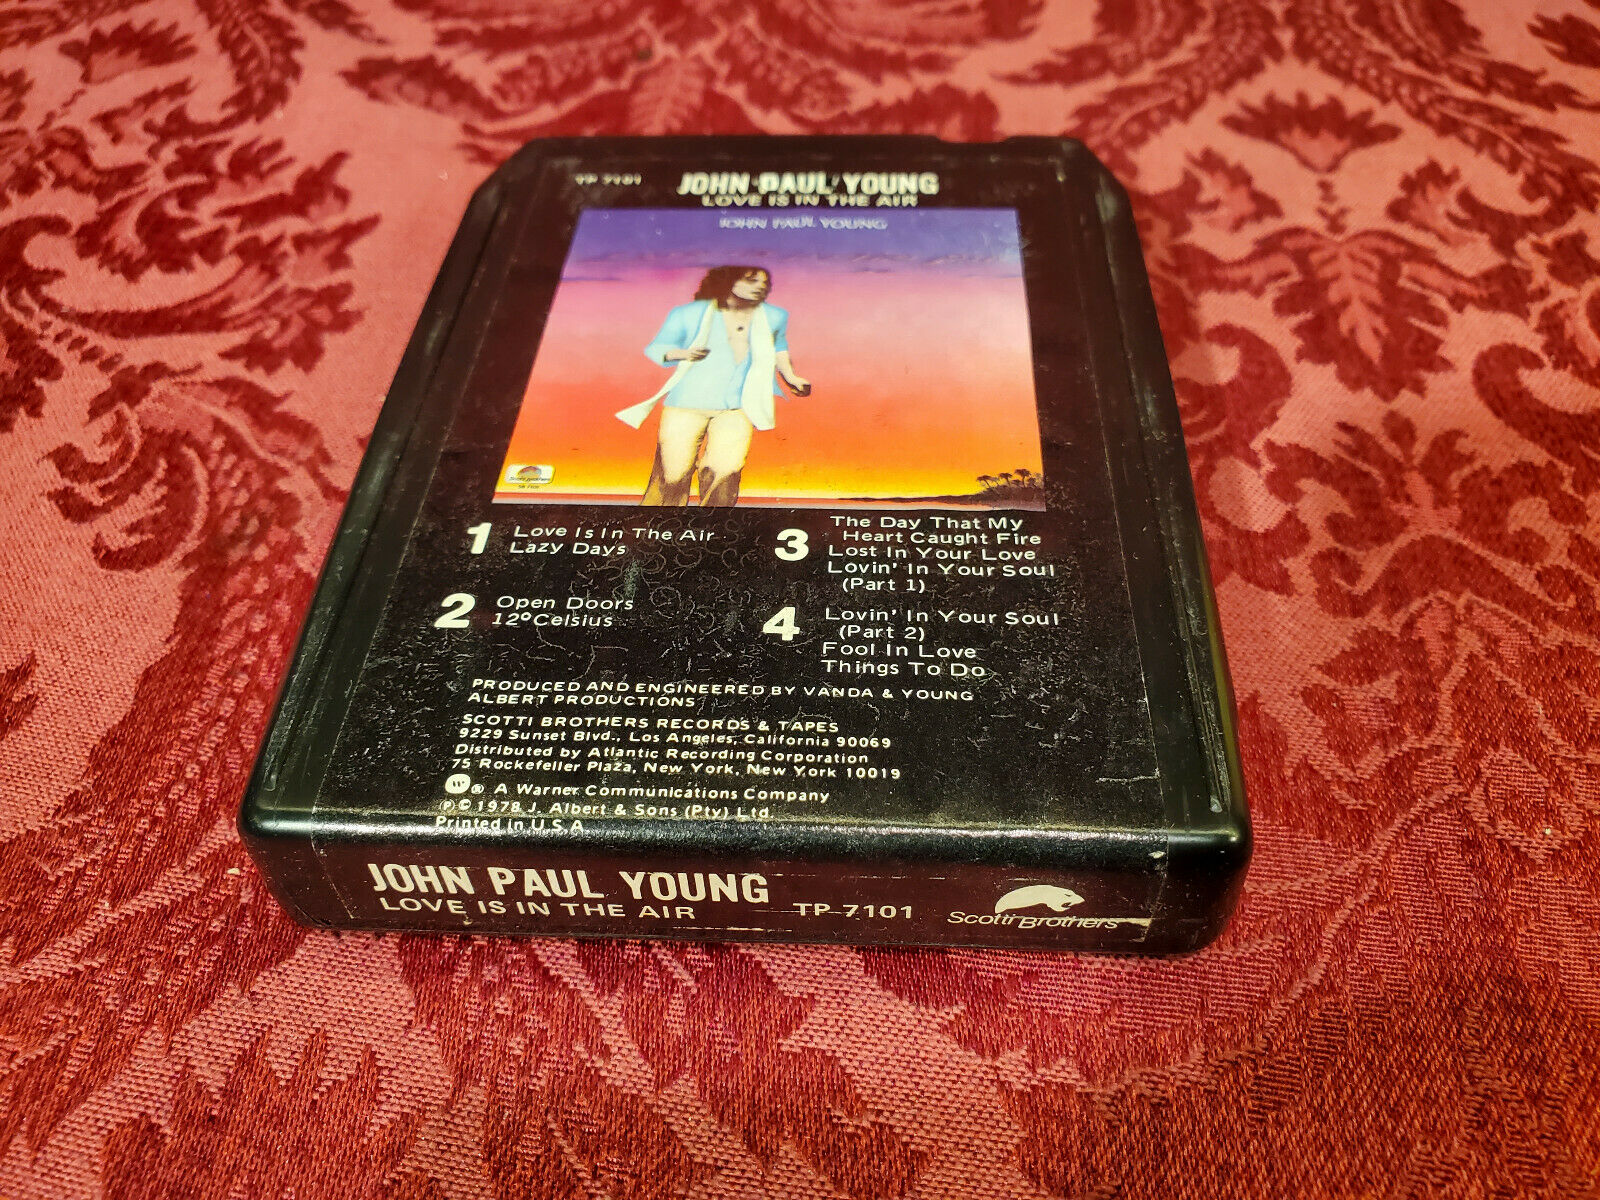 TP 7101
JOHN PAUL YOUNG
LOVE IS IN THE AIR
JOHN PAUL YOUNG
Scotti Brothers
1 Love Is In The Air
Lazy Days
2 Open Doors
12° Celsius
3 The Day That My
Heart Caught Fire
Lost In Your Love
Lovin' In Your Soul
(Part 1)
4 Lovin' In Your Soul
(Part 2)
Fool In Love
Things To Do
PRODUCED AND ENGINEERED BY VANDA & YOUNG
ALBERT PRODUCTIONS
SCOTTI BROTHERS RECORDS & TAPES
9229 Sunset Blvd., Los Angeles, California 90069
Distributed by Atlantic Recording Corporation
75 Rockefeller Plaza, New York, New York 10019
W ® A Warner Communications Company
℗ © 1978 J. Albert & Sons (Pty) Ltd.
Printed in U.S.A.
JOHN PAUL YOUNG
LOVE IS IN THE AIR
TP-7101
Scotti Brothers